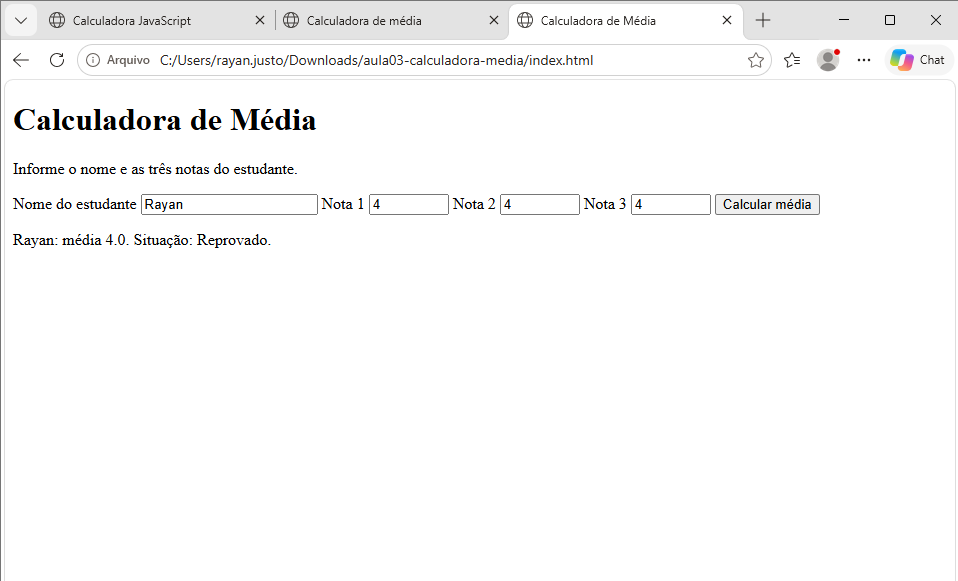 Calculadora JavaScript
Calculadora de média
Calculadora de Média
Arquivo C:/Users/rayan.justo/Downloads/aula03-calculadora-media/index.html
Chat
Calculadora de Média
Informe o nome e as três notas do estudante.
Nome do estudante Rayan Nota 1 4 Nota 2 4 Nota 3 4 Calcular média
Rayan: média 4.0. Situação: Reprovado.